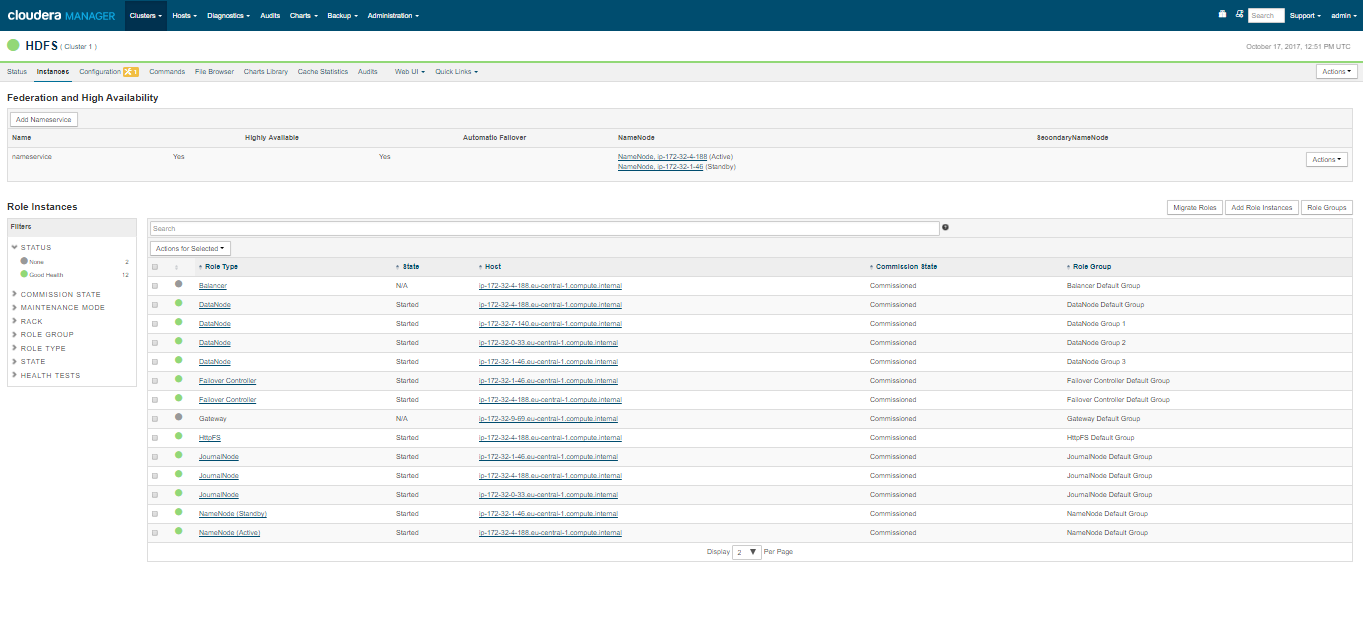 cloudera MANAGER Clusters Hosts Diagnostics Audits Charts Backup Administration Search Support admin
HDFS ( Cluster 1 ) October 17, 2017, 12:51 PM UTC
Status Instances Configuration 1 Commands File Browser Charts Library Cache Statistics Audits Web UI Quick Links Actions
Federation and High Availability
Add Nameservice
Name Highly Available Automatic Failover NameNode SecondaryNameNode
nameservice Yes Yes NameNode, ip-172-32-4-188 (Active) Actions
NameNode, ip-172-32-1-46 (Standby)
Role Instances Migrate Roles Add Role Instances Role Groups
Filters
STATUS
None 2
Good Health 12
COMMISSION STATE
MAINTENANCE MODE
RACK
ROLE GROUP
ROLE TYPE
STATE
HEALTH TESTS
Search
Actions for Selected
Role Type State Host Commission State Role Group
Balancer N/A ip-172-32-4-188.eu-central-1.compute.internal Commissioned Balancer Default Group
DataNode Started ip-172-32-4-188.eu-central-1.compute.internal Commissioned DataNode Default Group
DataNode Started ip-172-32-7-140.eu-central-1.compute.internal Commissioned DataNode Group 1
DataNode Started ip-172-32-0-33.eu-central-1.compute.internal Commissioned DataNode Group 2
DataNode Started ip-172-32-1-46.eu-central-1.compute.internal Commissioned DataNode Group 3
Failover Controller Started ip-172-32-1-46.eu-central-1.compute.internal Commissioned Failover Controller Default Group
Failover Controller Started ip-172-32-4-188.eu-central-1.compute.internal Commissioned Failover Controller Default Group
Gateway N/A ip-172-32-9-69.eu-central-1.compute.internal Commissioned Gateway Default Group
HttpFS Started ip-172-32-4-188.eu-central-1.compute.internal Commissioned HttpFS Default Group
JournalNode Started ip-172-32-1-46.eu-central-1.compute.internal Commissioned JournalNode Default Group
JournalNode Started ip-172-32-4-188.eu-central-1.compute.internal Commissioned JournalNode Default Group
JournalNode Started ip-172-32-0-33.eu-central-1.compute.internal Commissioned JournalNode Default Group
NameNode (Standby) Started ip-172-32-1-46.eu-central-1.compute.internal Commissioned NameNode Default Group
NameNode (Active) Started ip-172-32-4-188.eu-central-1.compute.internal Commissioned NameNode Default Group
Display 2 Per Page